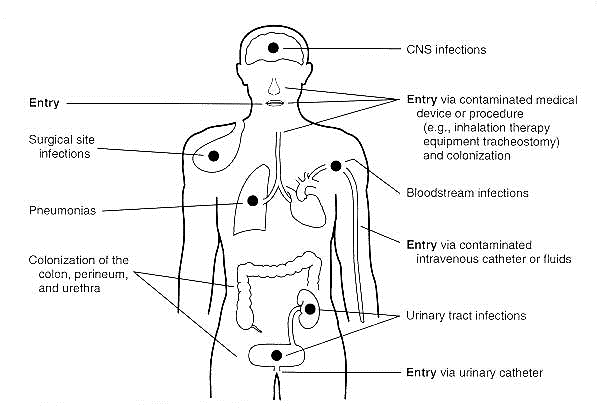 CNS infections
Entry
Entry via contaminated medical
device or procedure
(e.g., inhalation therapy
equipment tracheostomy)
and colonization
Surgical site
infections
Bloodstream infections
Pneumonias
Entry via contaminated
intravenous catheter or fluids
Colonization of the
colon, perineum,
and urethra
Urinary tract infections
Entry via urinary catheter